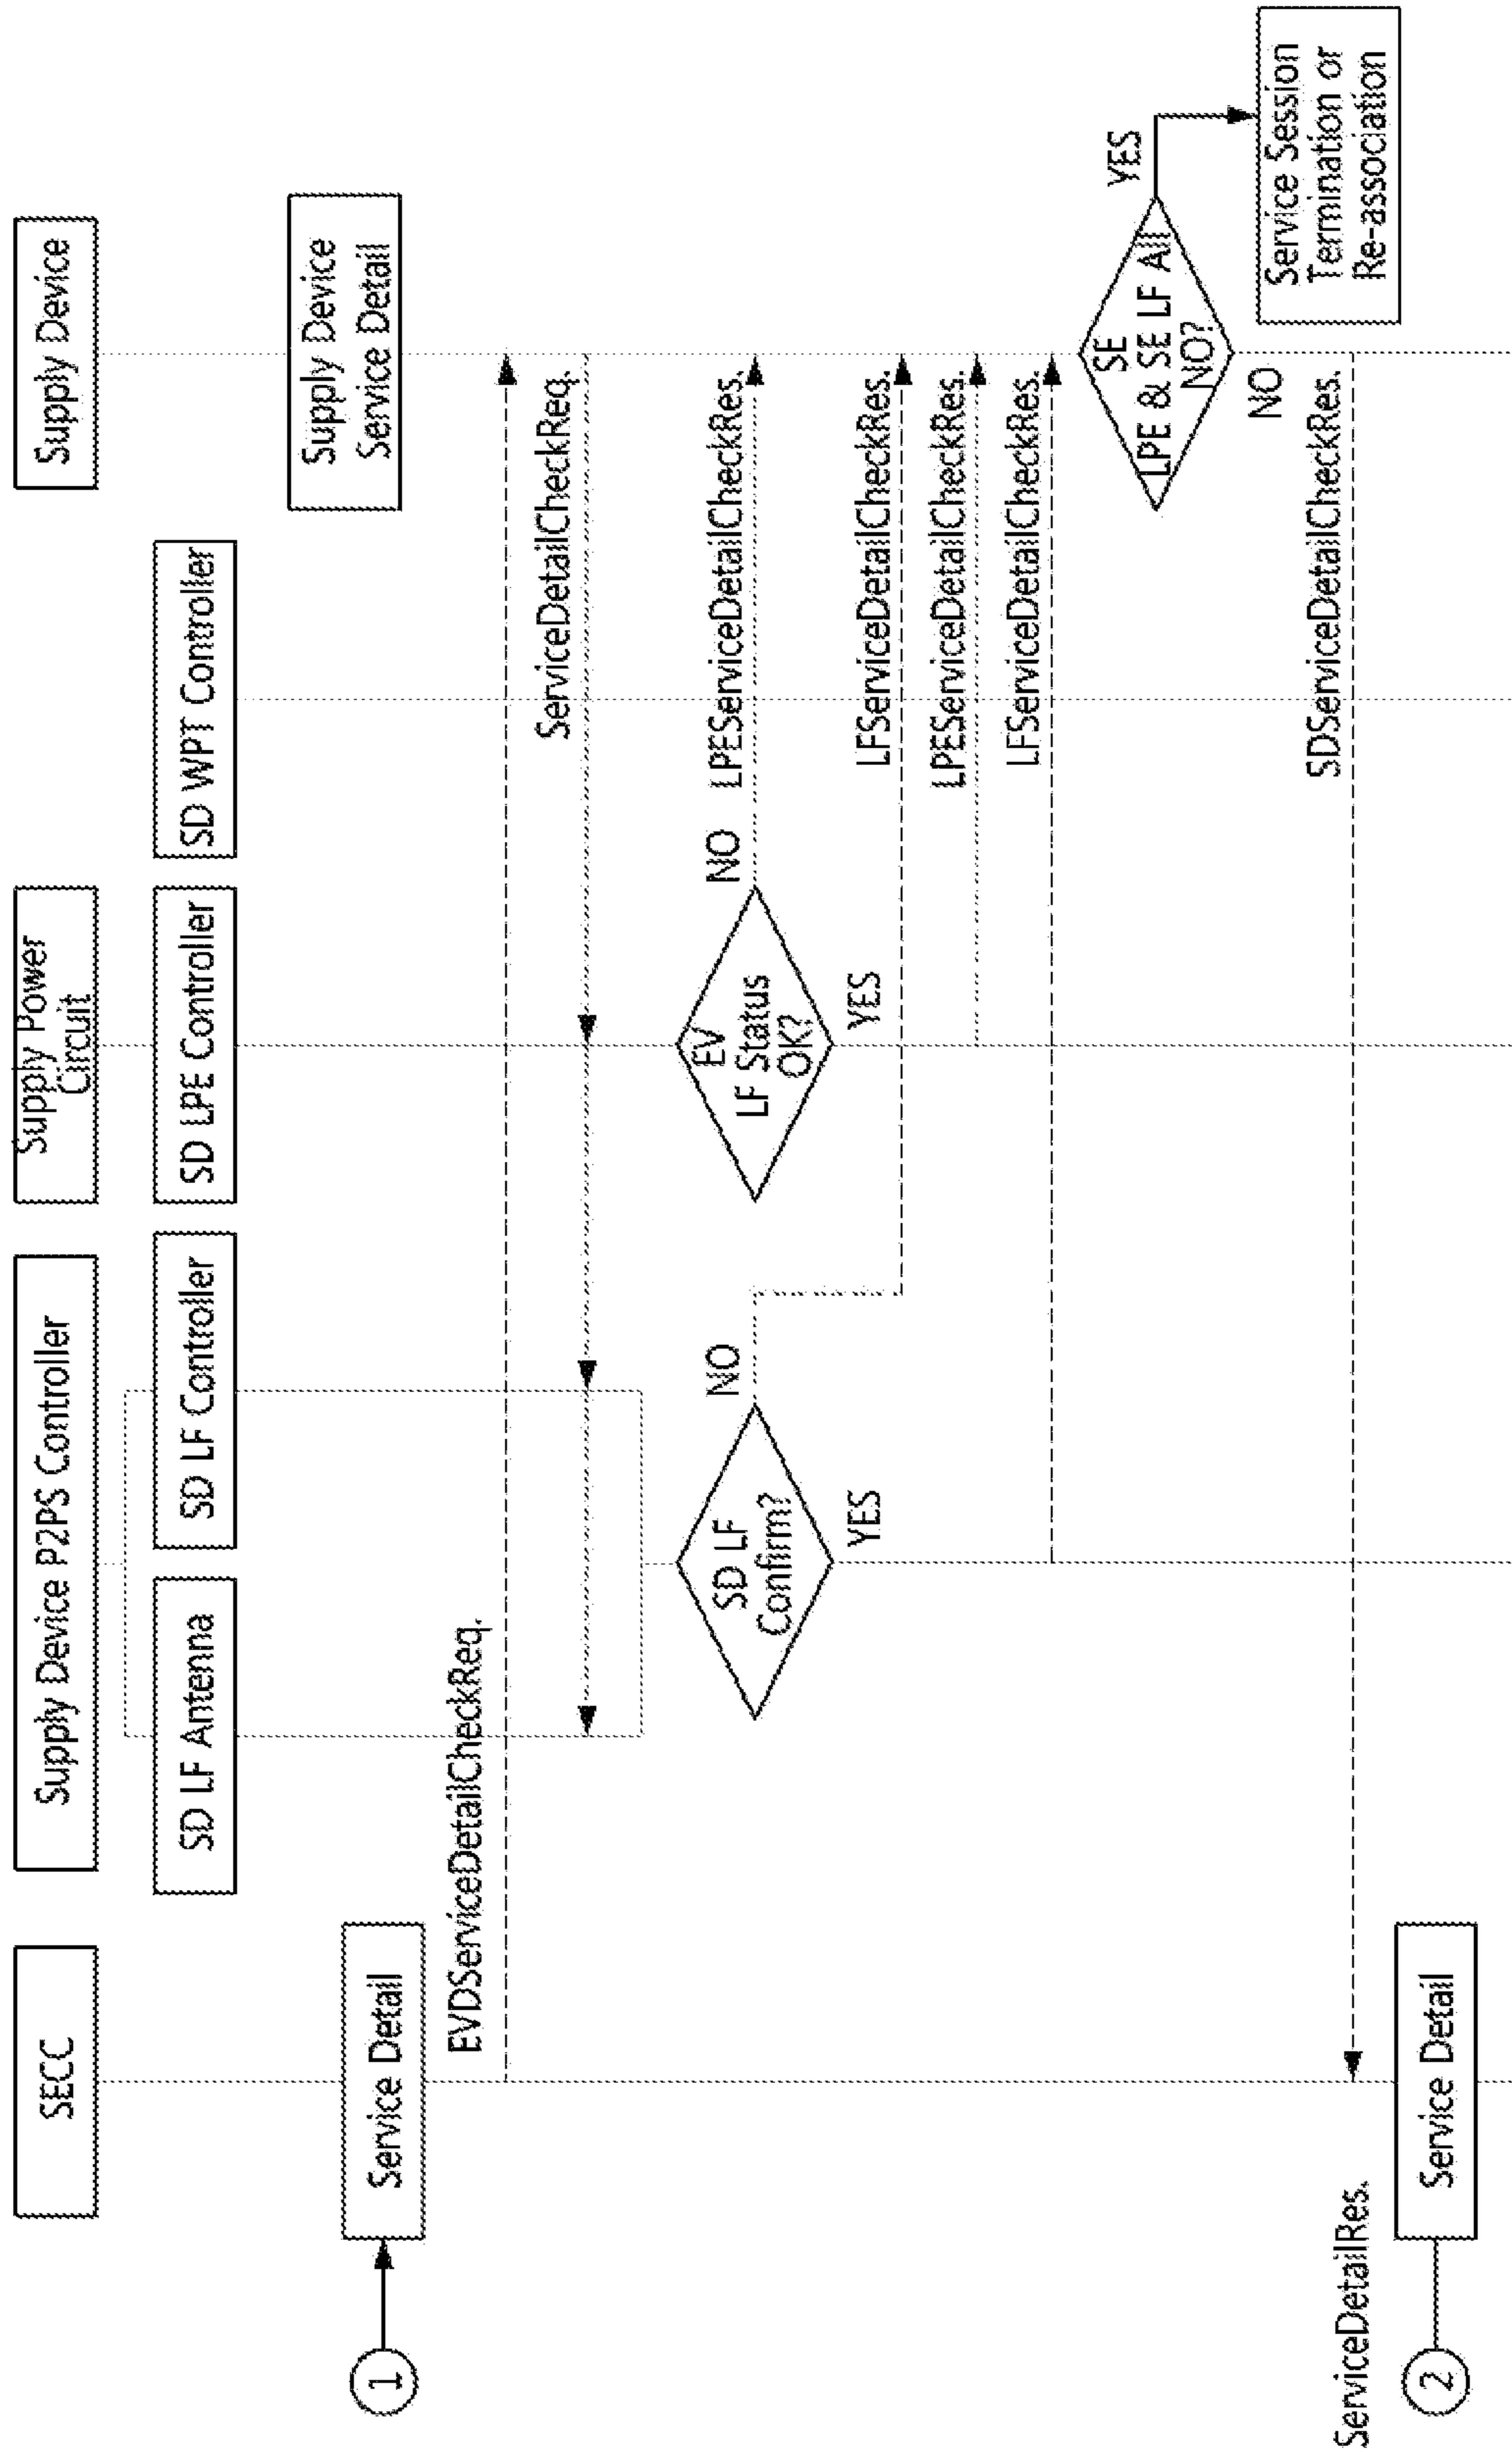 SECC
Supply Device P2PS Controller
Supply Power
Circuit
Supply Device
SD LF Antenna
SD LF Controller
SD LPE Controller
SD WPT Controller
1
Service Detail
Supply Device
Service Detail
EVDServiceDetailCheckReq.
ServiceDetailCheckReq.
SD LF
Confirm?
NO
YES
EV
LF Status
OK?
NO
YES
LPEServiceDetailCheckRes.
LFServiceDetailCheckRes.
LPEServiceDetailCheckRes.
LFServiceDetailCheckRes.
SE
LPE & SE LF All
NO?
YES
NO
Service Session
Termination or
Re-association
SDServiceDetailCheckRes.
ServiceDetailRes.
2
Service Detail